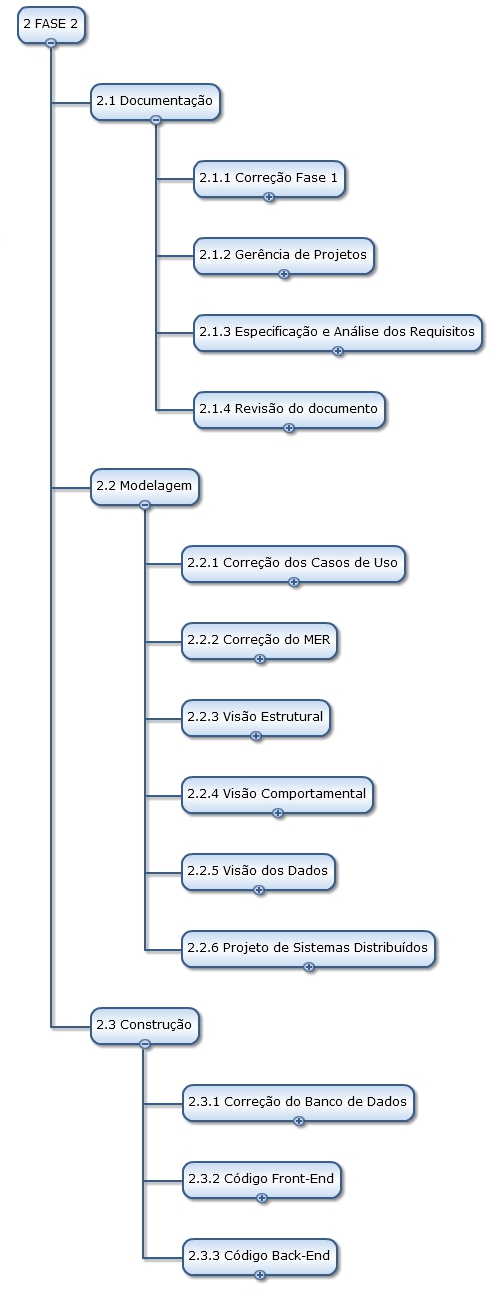 2 FASE 2
2.1 Documentação
2.1.1 Correção Fase 1
2.1.2 Gerência de Projetos
2.1.3 Especificação e Análise dos Requisitos
2.1.4 Revisão do documento
2.2 Modelagem
2.2.1 Correção dos Casos de Uso
2.2.2 Correção do MER
2.2.3 Visão Estrutural
2.2.4 Visão Comportamental
2.2.5 Visão dos Dados
2.2.6 Projeto de Sistemas Distribuídos
2.3 Construção
2.3.1 Correção do Banco de Dados
2.3.2 Código Front-End
2.3.3 Código Back-End